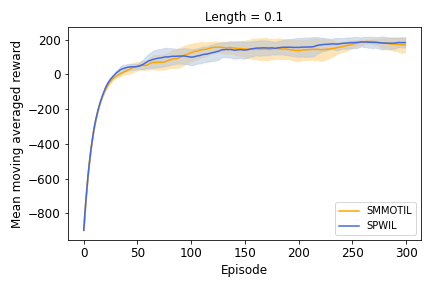 Length = 0.1
Mean moving averaged reward
200
0
−200
−400
−600
−800
0 50 100 150 200 250 300
Episode
SMMOTIL
SPWIL